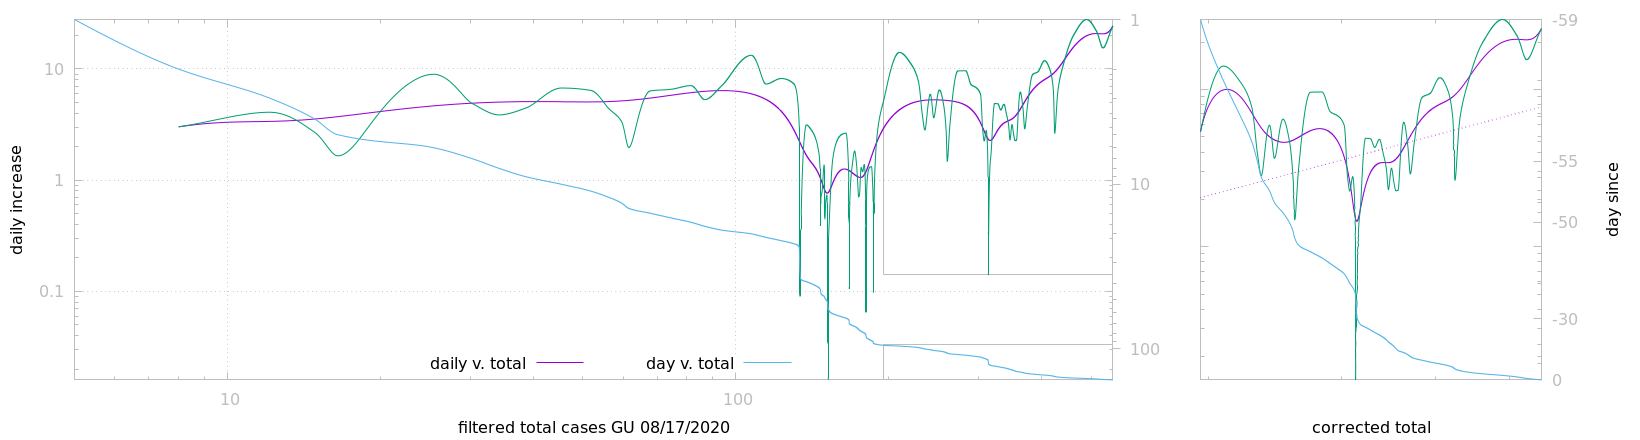 daily increase
10
1
0.1
10
100
daily v. total
day v. total
filtered total cases GU 08/17/2020
1
10
100
-59
-55
-50
-30
0
day since
corrected total